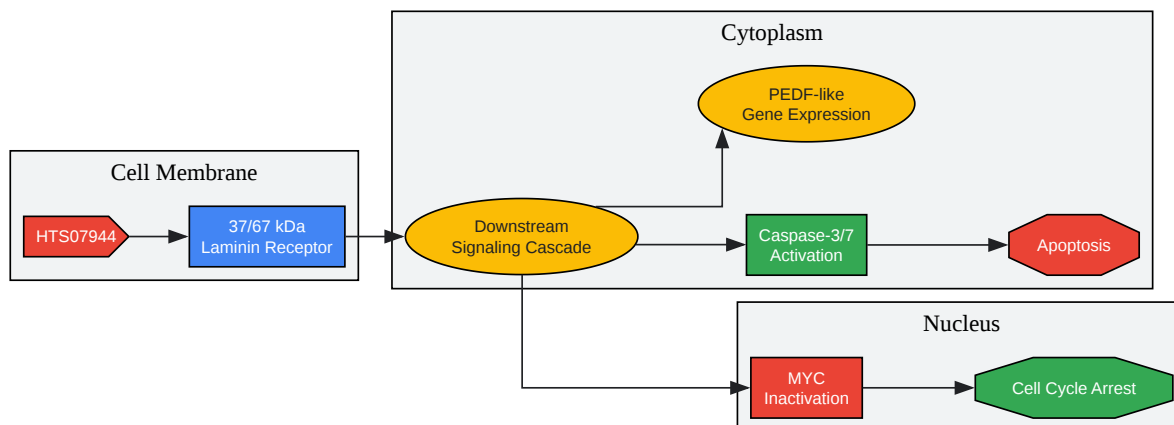 Cytoplasm
PEDF-like
Gene Expression
Cell Membrane
HTS07944
37/67 kDa
Laminin Receptor
Downstream
Signaling Cascade
Caspase-3/7
Activation
Apoptosis
Nucleus
MYC
Inactivation
Cell Cycle Arrest